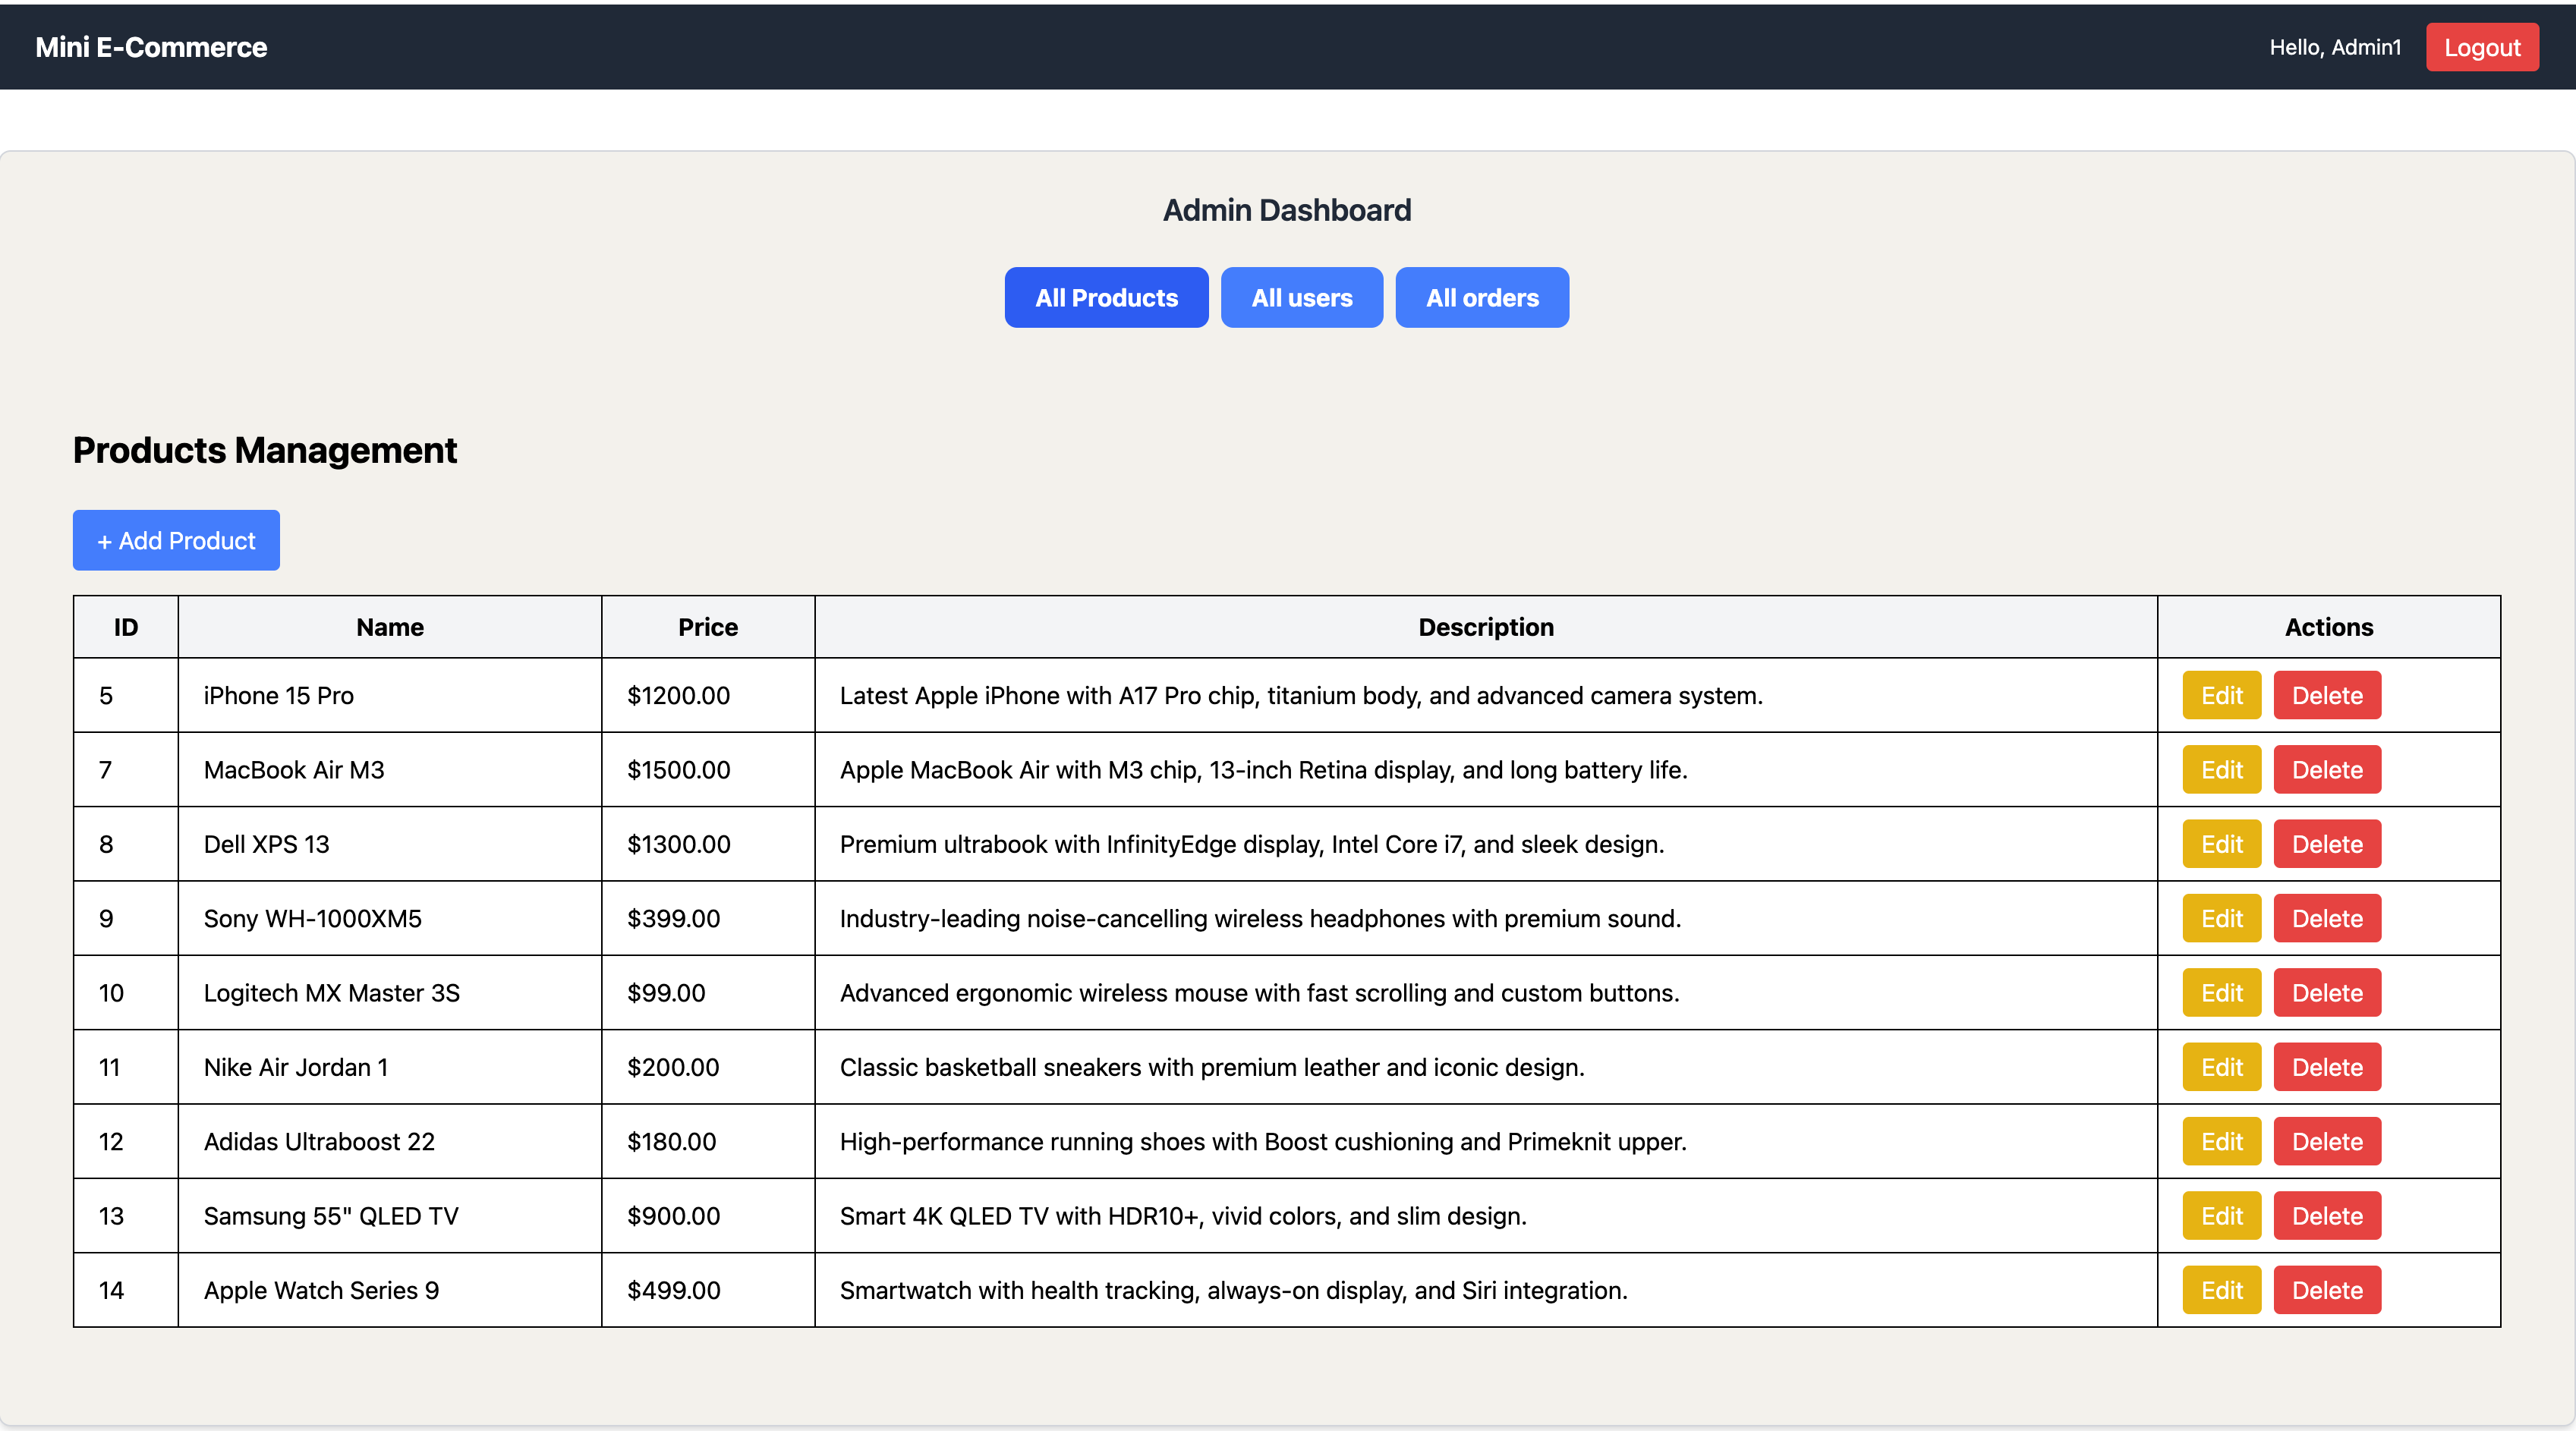 Mini E-Commerce Hello, Admin1 Logout
Admin Dashboard
All Products All users All orders
Products Management
+ Add Product
ID Name Price Description Actions
5 iPhone 15 Pro $1200.00 Latest Apple iPhone with A17 Pro chip, titanium body, and advanced camera system. Edit Delete
7 MacBook Air M3 $1500.00 Apple MacBook Air with M3 chip, 13-inch Retina display, and long battery life. Edit Delete
8 Dell XPS 13 $1300.00 Premium ultrabook with InfinityEdge display, Intel Core i7, and sleek design. Edit Delete
9 Sony WH-1000XM5 $399.00 Industry-leading noise-cancelling wireless headphones with premium sound. Edit Delete
10 Logitech MX Master 3S $99.00 Advanced ergonomic wireless mouse with fast scrolling and custom buttons. Edit Delete
11 Nike Air Jordan 1 $200.00 Classic basketball sneakers with premium leather and iconic design. Edit Delete
12 Adidas Ultraboost 22 $180.00 High-performance running shoes with Boost cushioning and Primeknit upper. Edit Delete
13 Samsung 55" QLED TV $900.00 Smart 4K QLED TV with HDR10+, vivid colors, and slim design. Edit Delete
14 Apple Watch Series 9 $499.00 Smartwatch with health tracking, always-on display, and Siri integration. Edit Delete